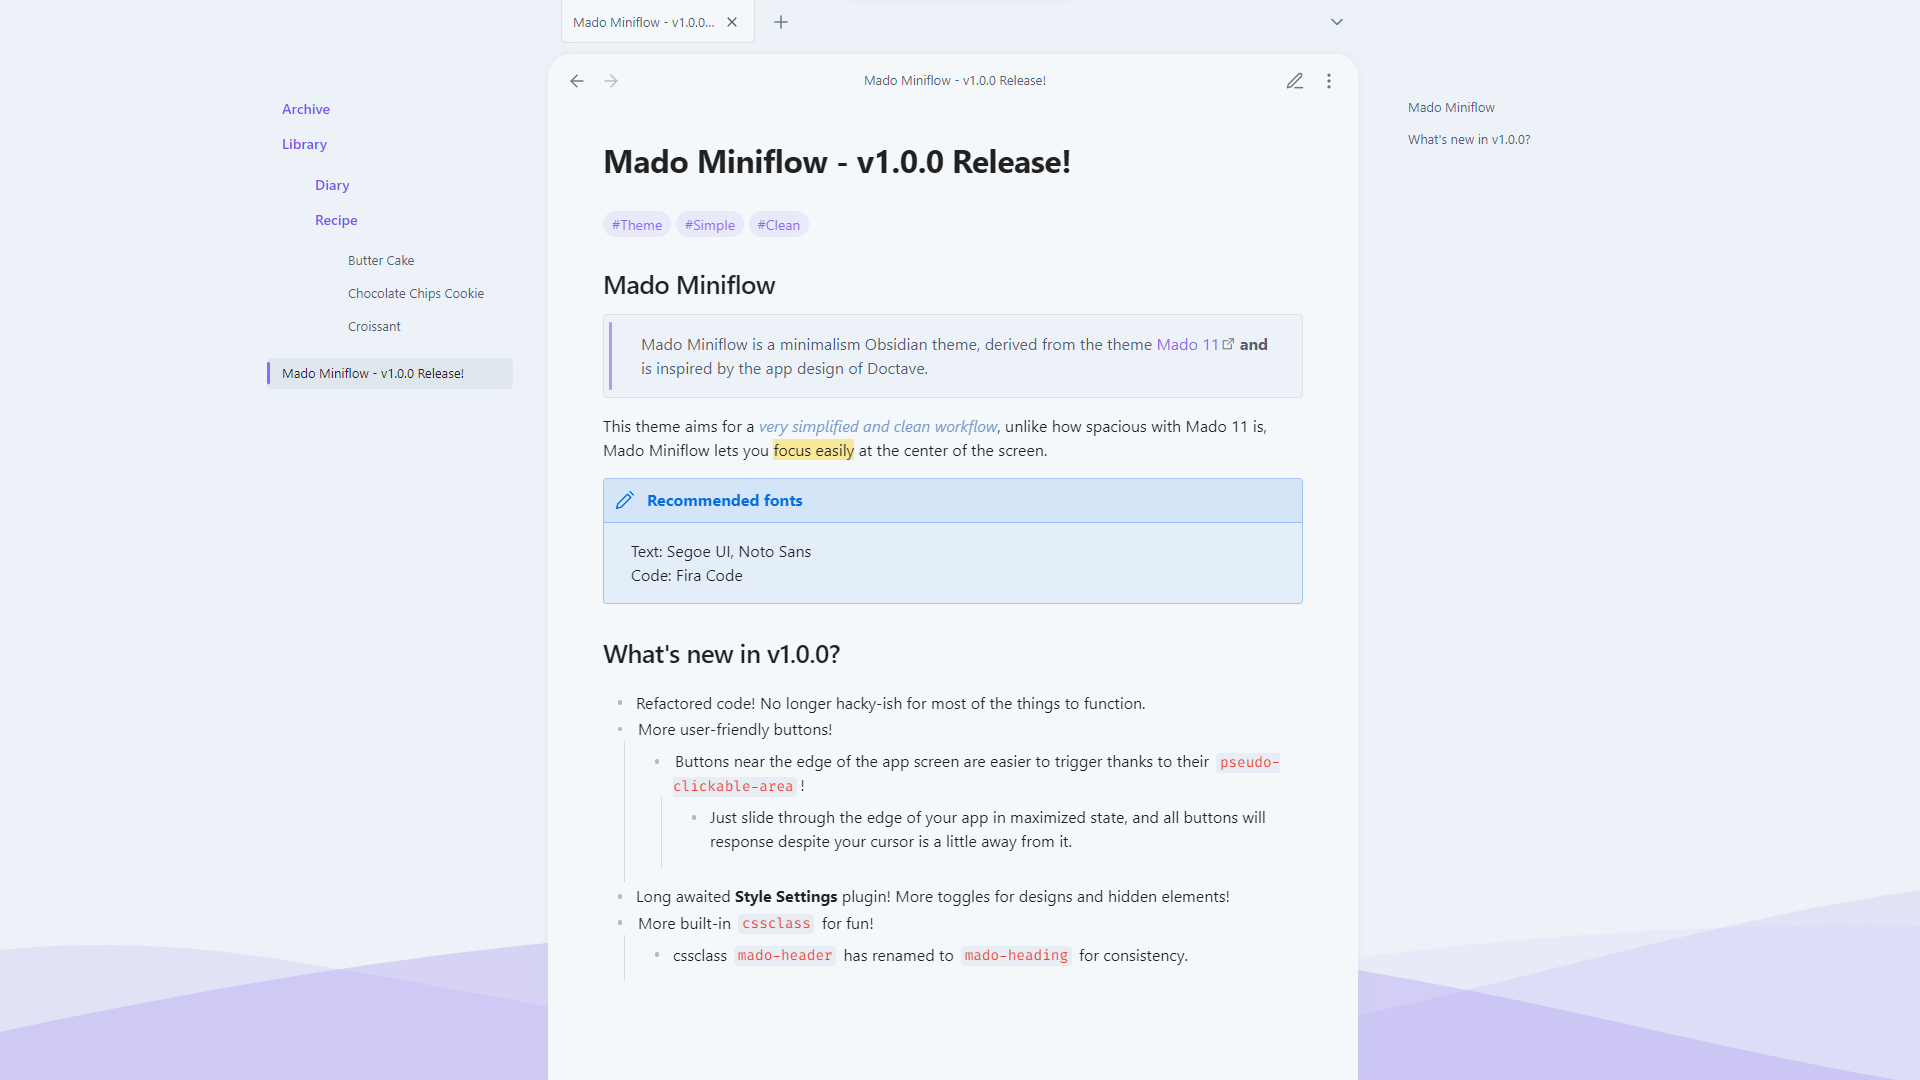 Mado Miniflow - v1.0.0...
Mado Miniflow - v1.0.0 Release!
Archive
Library
Diary
Recipe
Butter Cake
Chocolate Chips Cookie
Croissant
Mado Miniflow - v1.0.0 Release!
Mado Miniflow - v1.0.0 Release!
#Theme #Simple #Clean
Mado Miniflow
Mado Miniflow is a minimalism Obsidian theme, derived from the theme Mado 11 and
is inspired by the app design of Doctave.
This theme aims for a very simplified and clean workflow, unlike how spacious with Mado 11 is,
Mado Miniflow lets you focus easily at the center of the screen.
Recommended fonts
Text: Segoe UI, Noto Sans
Code: Fira Code
What's new in v1.0.0?
Refactored code! No longer hacky-ish for most of the things to function.
More user-friendly buttons!
Buttons near the edge of the app screen are easier to trigger thanks to their pseudo-
clickable-area !
Just slide through the edge of your app in maximized state, and all buttons will
response despite your cursor is a little away from it.
Long awaited Style Settings plugin! More toggles for designs and hidden elements!
More built-in cssclass for fun!
cssclass mado-header has renamed to mado-heading for consistency.
Mado Miniflow
What's new in v1.0.0?